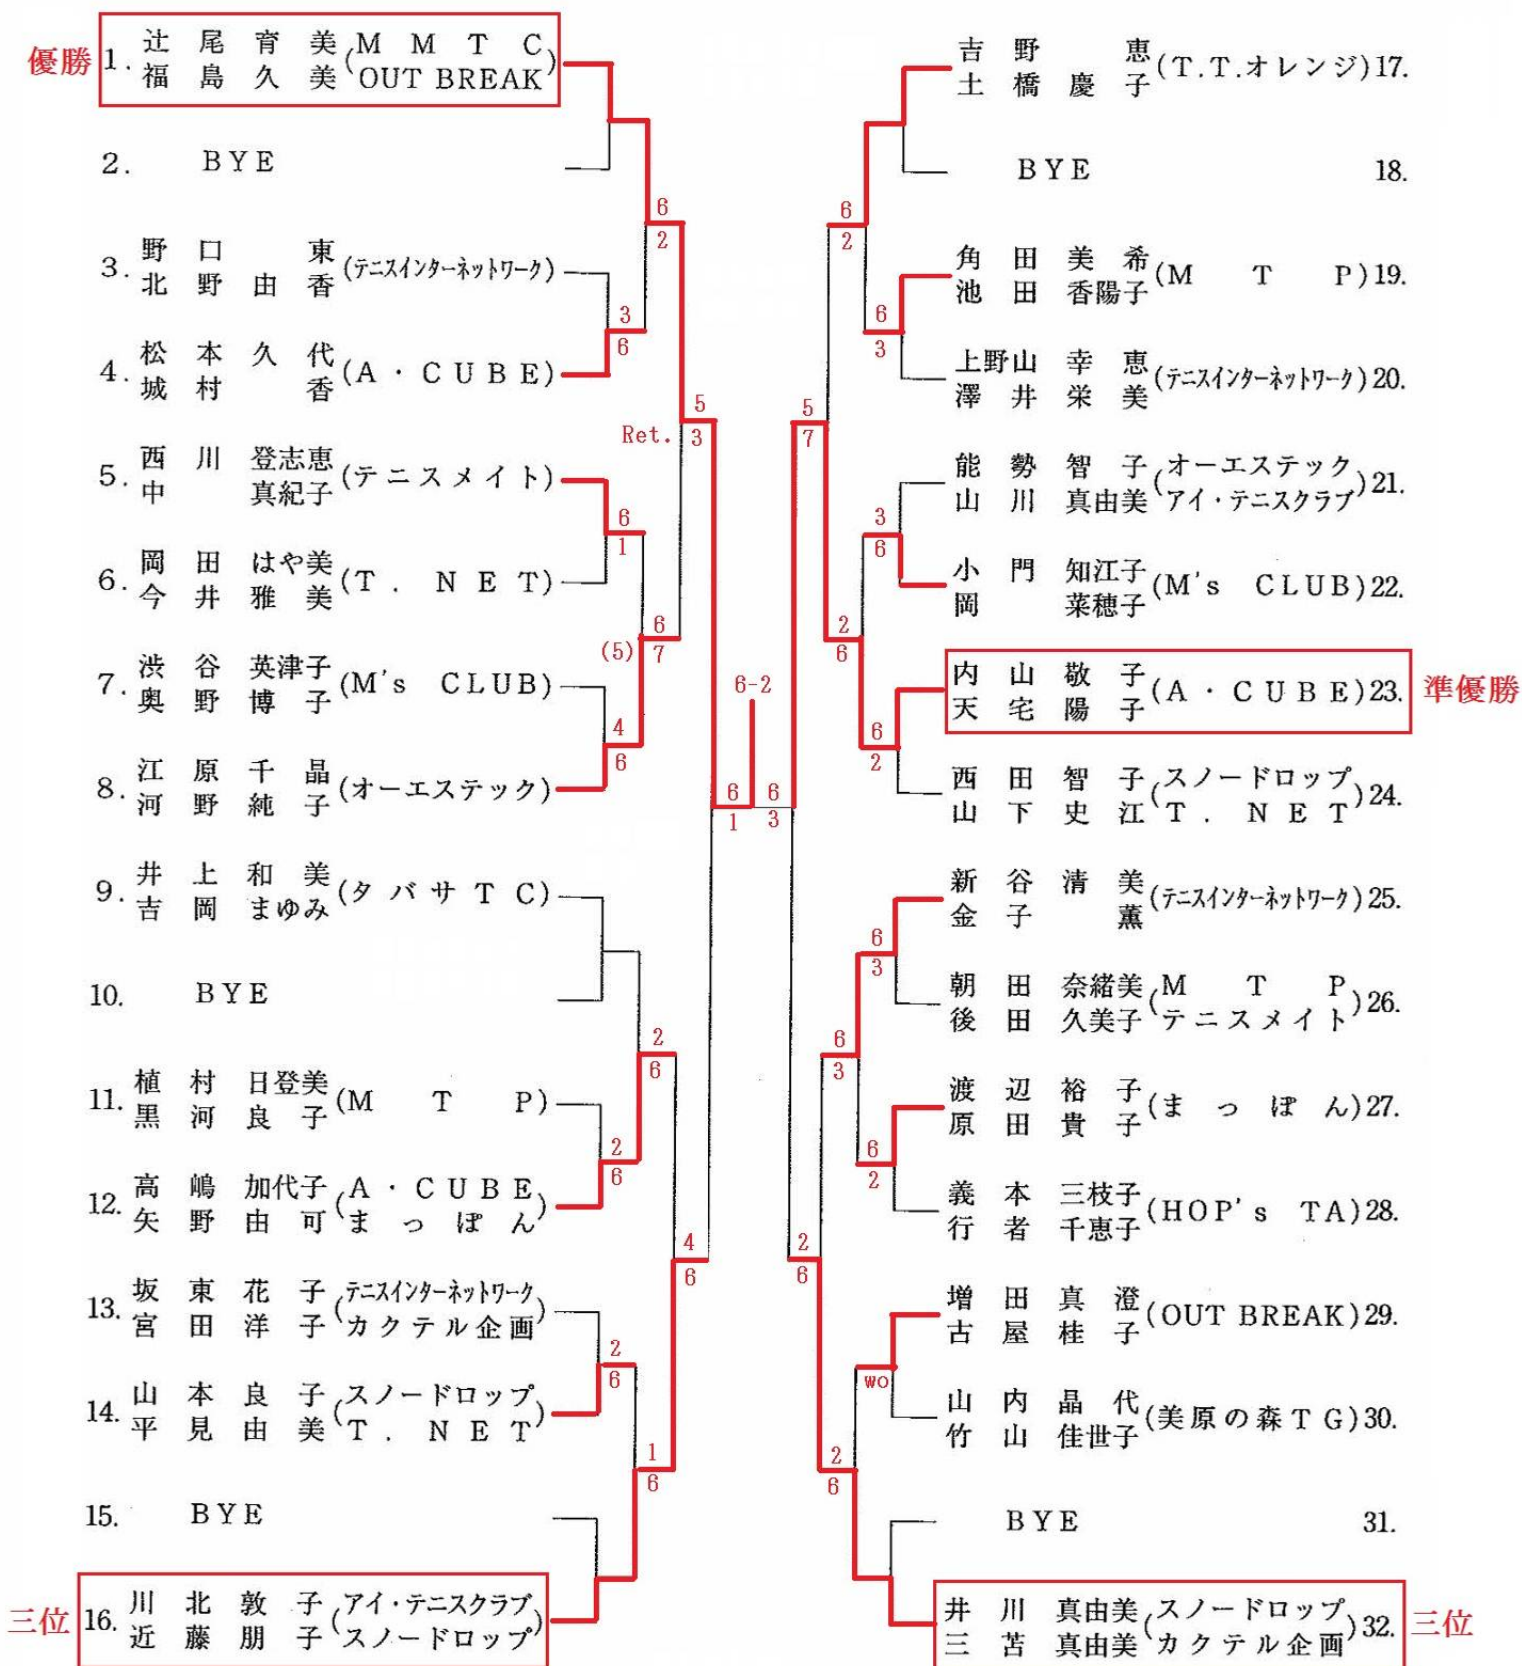 優勝
1. 辻尾育美 (MMTC)
福島久美 (OUT BREAK)
2. BYE
6
2
3. 野口 東 (テニスインターネットワーク)
北野由香
3
6
4. 松本久代 (A・CUBE)
城村 香
5
Ret. 3
5. 西川登志恵 (テニスメイト)
中 真紀子
6
1
6. 岡田はや美 (T. NET)
今井雅美
6
(5) 7
7. 渋谷英津子 (M's CLUB)
奥野博子
4
6
8. 江原千晶 (オーエステック)
河野純子
6-2
6 6
1 3
9. 井上和美 (タバサTC)
吉岡まゆみ
10. BYE
2
6
11. 植村日登美 (MTP)
黒河良子
2
6
12. 高嶋加代子 (A・CUBE)
矢野由可 (まっぽん)
4
6
13. 坂東花子 (テニスインターネットワーク)
宮田洋子 (カクテル企画)
2
6
14. 山本良子 (スノードロップ)
平見由美 (T. NET)
1
6
15. BYE
三位
16. 川北敦子 (アイ・テニスクラブ)
近藤朋子 (スノードロップ)
吉野 恵 (T.T.オレンジ) 17.
土橋慶子
BYE 18.
6
2
角田美希 (MTP) 19.
池田香陽子
6
3
上野山幸恵 (テニスインターネットワーク) 20.
澤井栄美
5
7
能勢智子 (オーエステック) 21.
山川真由美 (アイ・テニスクラブ)
3
6
小門知江子 (M's CLUB) 22.
岡 菜穂子
2
6
内山敬子 (A・CUBE) 23.
天宅陽子
準優勝
6
2
西田智子 (スノードロップ) 24.
山下史江 (T. NET)
新谷清美 (テニスインターネットワーク) 25.
金子 薫
6
3
朝田奈緒美 (MTP) 26.
後田久美子 (テニスメイト)
6
3
渡辺裕子 (まっぽん) 27.
原田貴子
6
2
義本三枝子 (HOP's TA) 28.
行者千恵子
2
6
増田真澄 (OUT BREAK) 29.
古屋桂子
wo
山内晶代 (美原の森TG) 30.
竹山佳世子
2
6
BYE 31.
井川真由美 (スノードロップ) 32.
三苫真由美 (カクテル企画)
三位